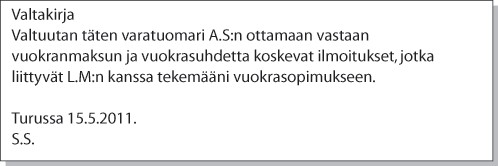 Valtakirja
Valtuutan täten varatuomari A.S:n ottamaan vastaan
vuokranmaksun ja vuokrasuhdetta koskevat ilmoitukset, jotka
liittyvät L.M:n kanssa tekemääni vuokrasopimukseen.
Turussa 15.5.2011.
S.S.